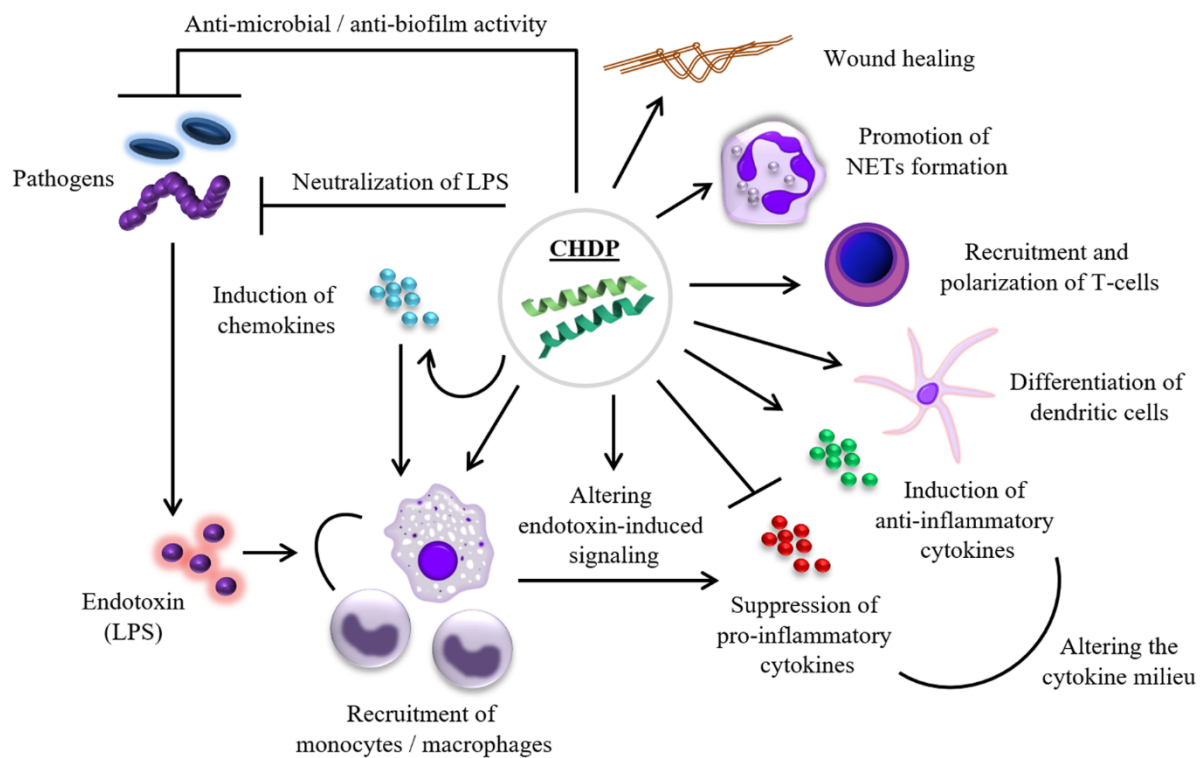 Anti-microbial / anti-biofilm activity
Wound healing
Promotion of
NETs formation
Pathogens
Neutralization of LPS
CHDP
Recruitment and
polarization of T-cells
Induction of
chemokines
Differentiation of
dendritic cells
Altering
endotoxin-induced
signaling
Induction of
anti-inflammatory
cytokines
Endotoxin
(LPS)
Suppression of
pro-inflammatory
cytokines
Altering the
cytokine milieu
Recruitment of
monocytes / macrophages